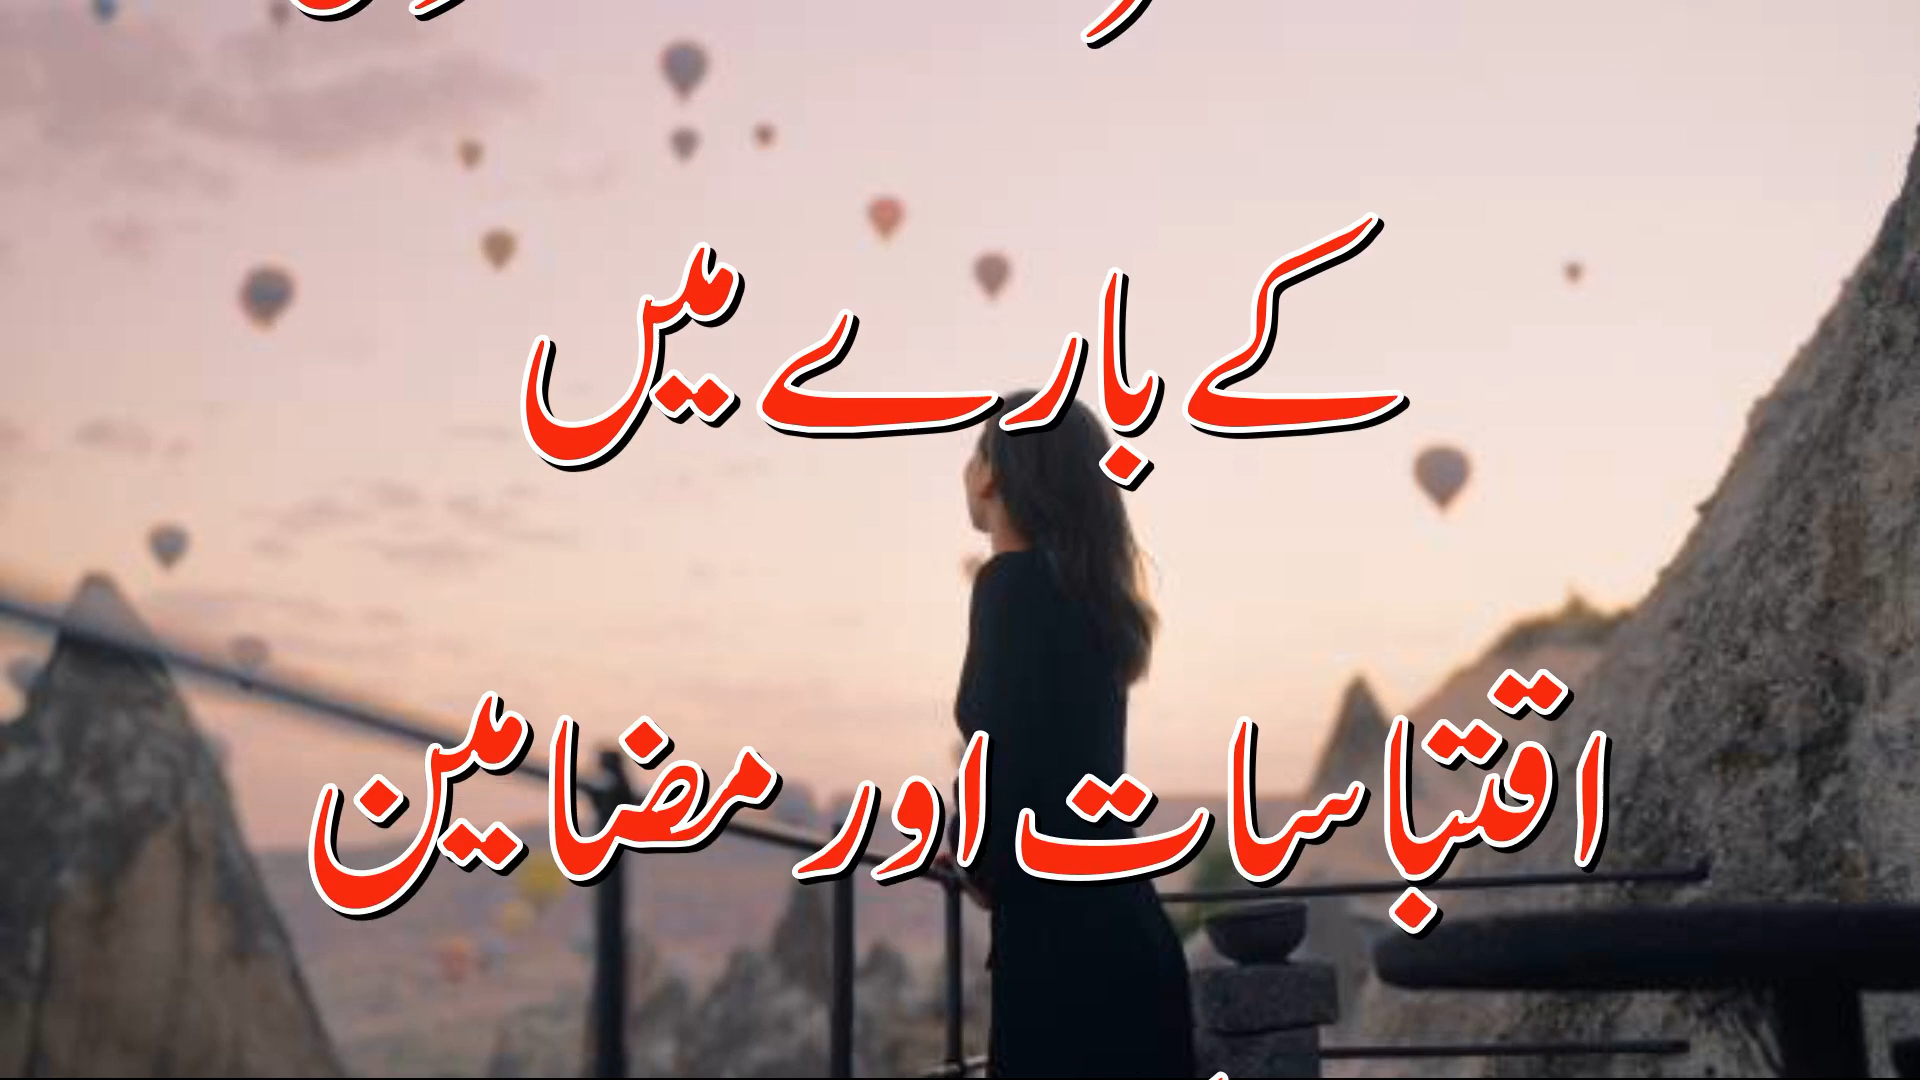 کے بارے میں
اقتباسات اور مضامین